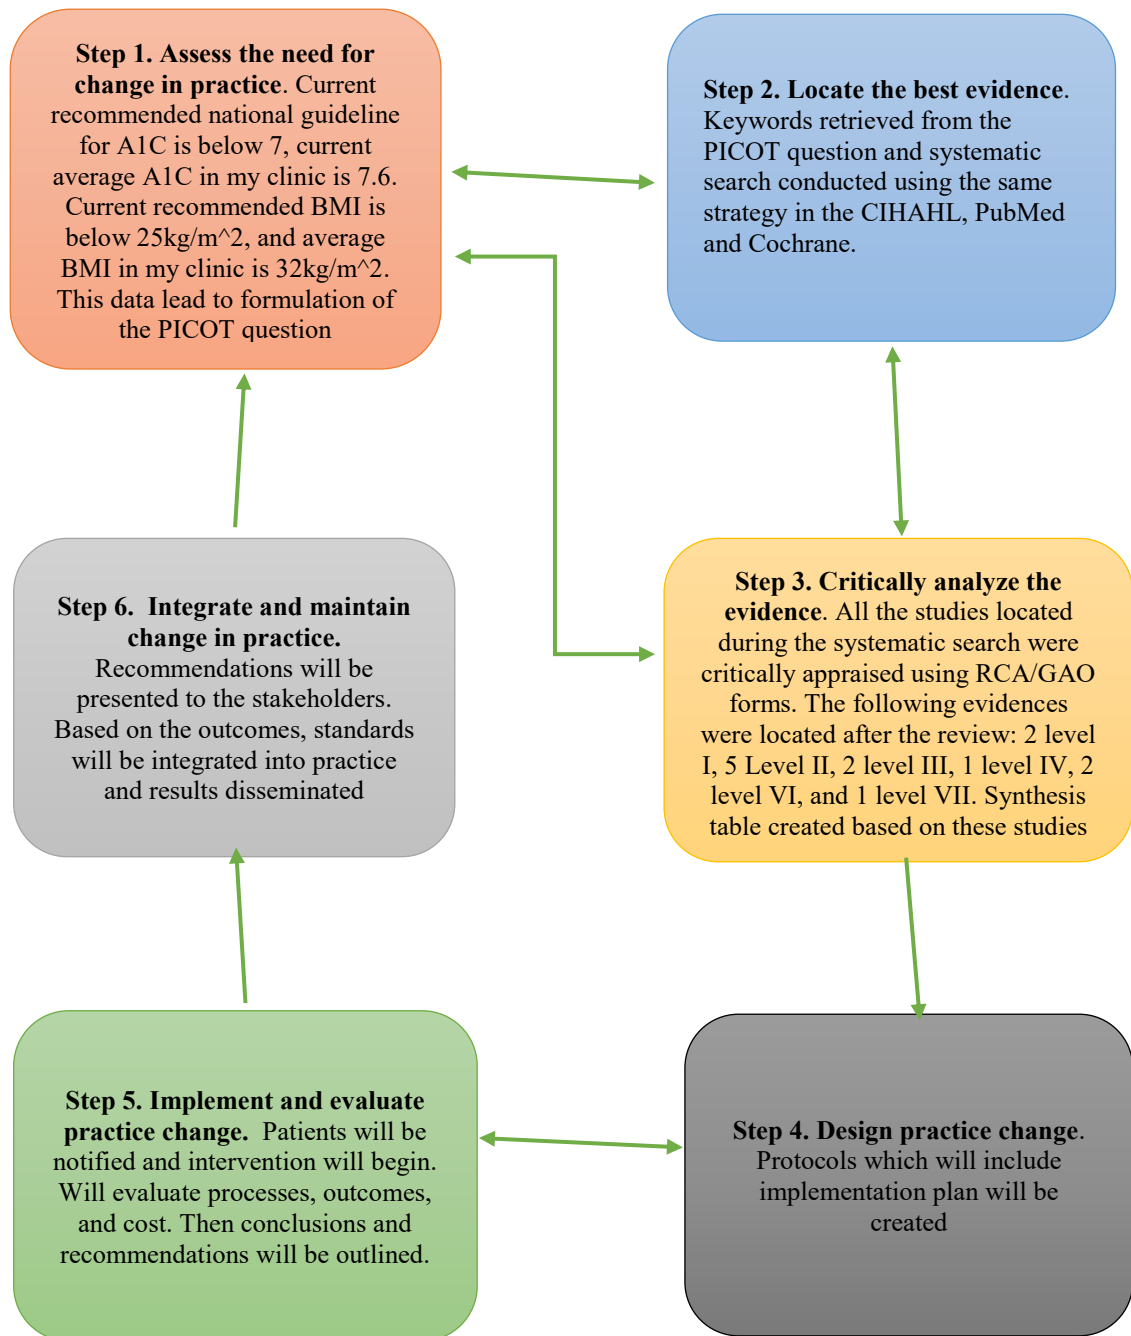 Step 1. Assess the need for
change in practice. Current
recommended national guideline
for A1C is below 7, current
average A1C in my clinic is 7.6.
Current recommended BMI is
below 25kg/m^2, and average
BMI in my clinic is 32kg/m^2.
This data lead to formulation of
the PICOT question
Step 2. Locate the best evidence.
Keywords retrieved from the
PICOT question and systematic
search conducted using the same
strategy in the CIHAHL, PubMed
and Cochrane.
Step 3. Critically analyze the
evidence. All the studies located
during the systematic search were
critically appraised using RCA/GAO
forms. The following evidences
were located after the review: 2 level
I, 5 Level II, 2 level III, 1 level IV, 2
level VI, and 1 level VII. Synthesis
table created based on these studies
Step 4. Design practice change.
Protocols which will include
implementation plan will be
created
Step 5. Implement and evaluate
practice change. Patients will be
notified and intervention will begin.
Will evaluate processes, outcomes,
and cost. Then conclusions and
recommendations will be outlined.
Step 6. Integrate and maintain
change in practice.
Recommendations will be
presented to the stakeholders.
Based on the outcomes, standards
will be integrated into practice
and results disseminated